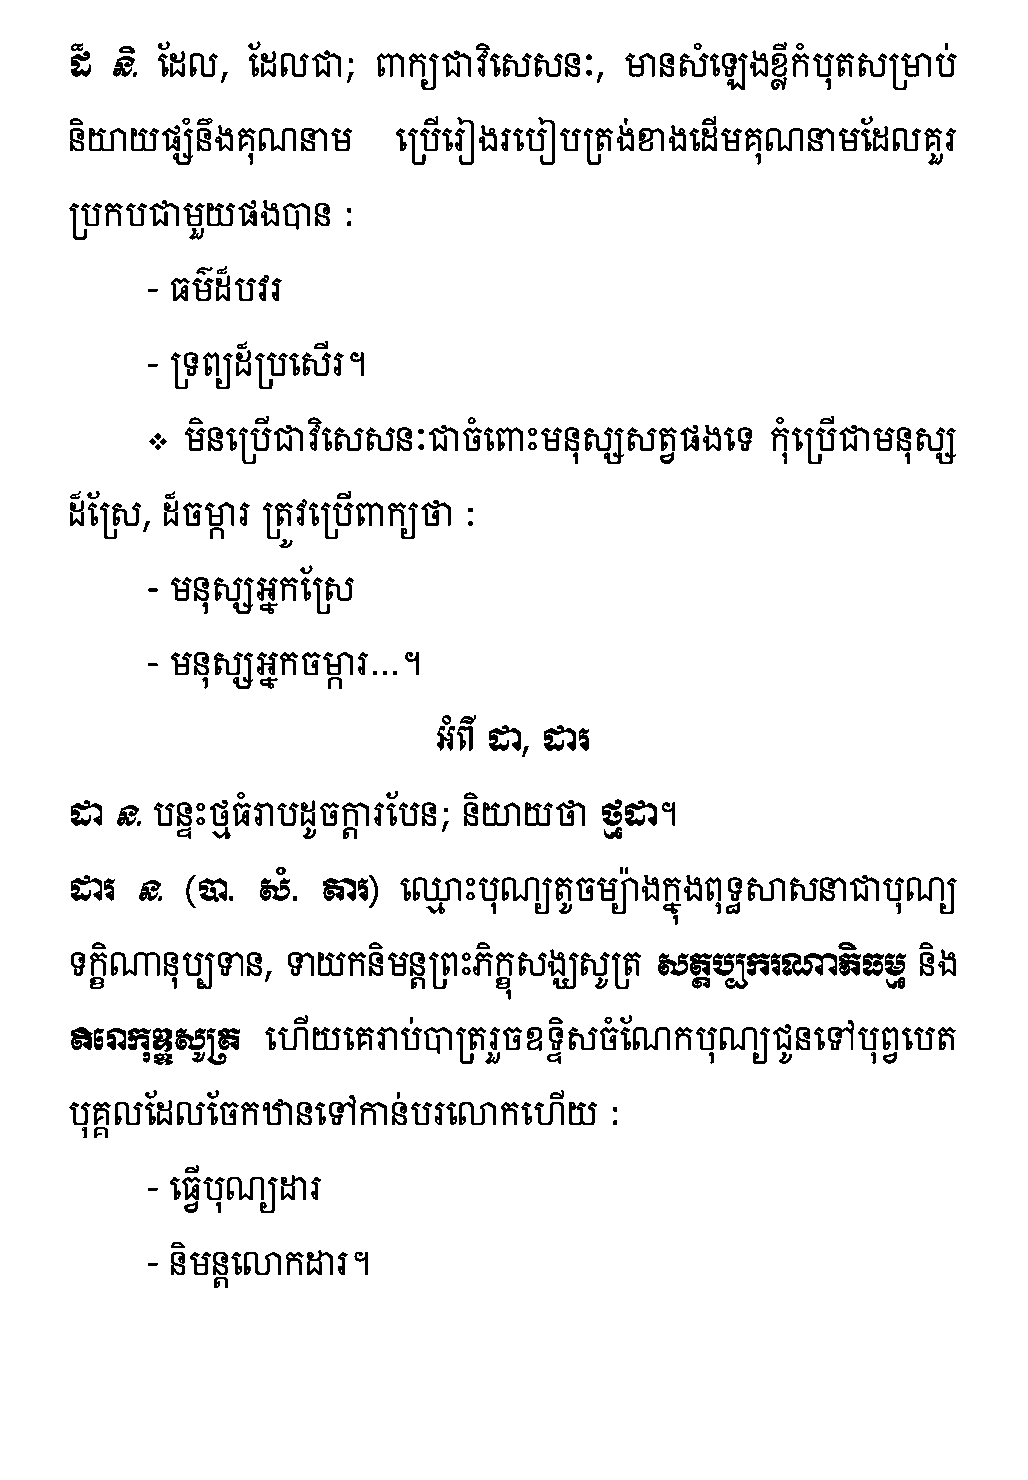 ដ៏ និ. ដែល, ដែលជា; ពាក្យជាវិសេសនៈ, មានសំឡេងខ្លីកំបុតសម្រាប់
និយាយផ្សំនឹងគុណនាម ប្រើរៀងរបៀបត្រង់ខាងដើមគុណនាមដែលគួរ
ប្រកបជាមួយផងបាន :
- ធម៌ដ៏បវរ
- ទ្រព្យដ៏ប្រសើរ។
❖ មិនប្រើជាវិសេសនៈជាចំពោះមនុស្សសត្វផងទេ កុំប្រើជាមនុស្ស
ដ៏ស្រែ, ដ៏ចម្ការ ត្រូវប្រើពាក្យថា :
- មនុស្សអ្នកស្រែ
- មនុស្សអ្នកចម្ការ...។
អំពី ដា, ដារ
ដា ន. បន្ទះថ្មធំរាបដូចក្ដារបែន; និយាយថា ថ្មដា។
ដារ ន. (បា. សំ. តារ) ឈ្មោះបុណ្យតូចម្យ៉ាងក្នុងពុទ្ធសាសនាជាបុណ្យ
ទក្ខិណានុប្បទាន, ទាយកនិមន្តព្រះភិក្ខុសង្ឃសូត្រ សត្តប្បករណាភិធម្ម និង
តិរោកុឌ្ឌសូត្រ ហើយគេរាប់បាត្ររួចឧទ្ទិសចំណែកបុណ្យជូនទៅបុព្វបេត
បុគ្គលដែលចែកឋានទៅកាន់បរលោកហើយ :
- ធ្វើបុណ្យដារ
- និមន្តលោកដារ។